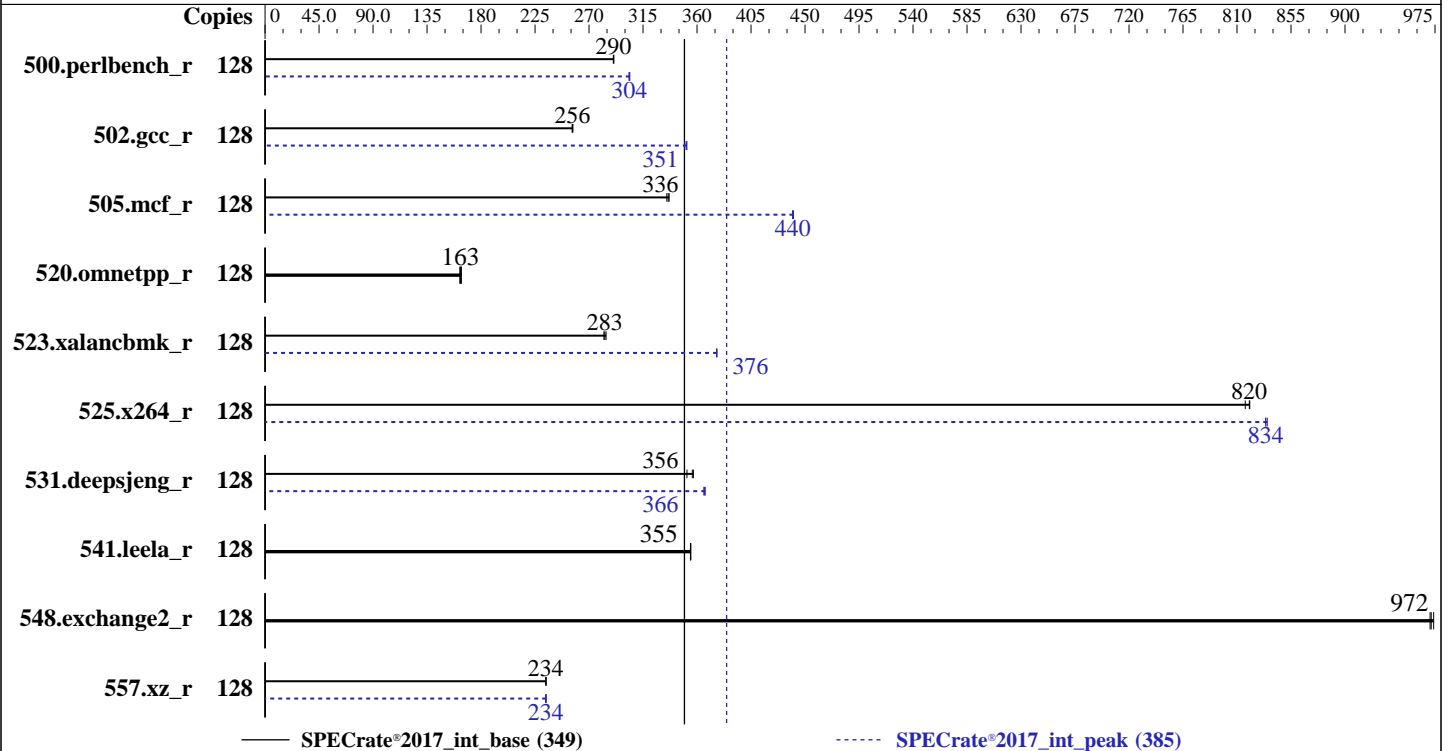 Copies 0 45.0 90.0 135 180 225 270 315 360 405 450 495 540 585 630 675 720 765 810 855 900 975
290
500.perlbench_r 128
304
256
502.gcc_r 128
351
336
505.mcf_r 128
440
163
520.omnetpp_r 128
283
523.xalancbmk_r 128
376
820
525.x264_r 128
834
356
531.deepsjeng_r 128
366
355
541.leela_r 128
972
548.exchange2_r 128
234
557.xz_r 128
234
SPECrate®2017_int_base (349) SPECrate®2017_int_peak (385)